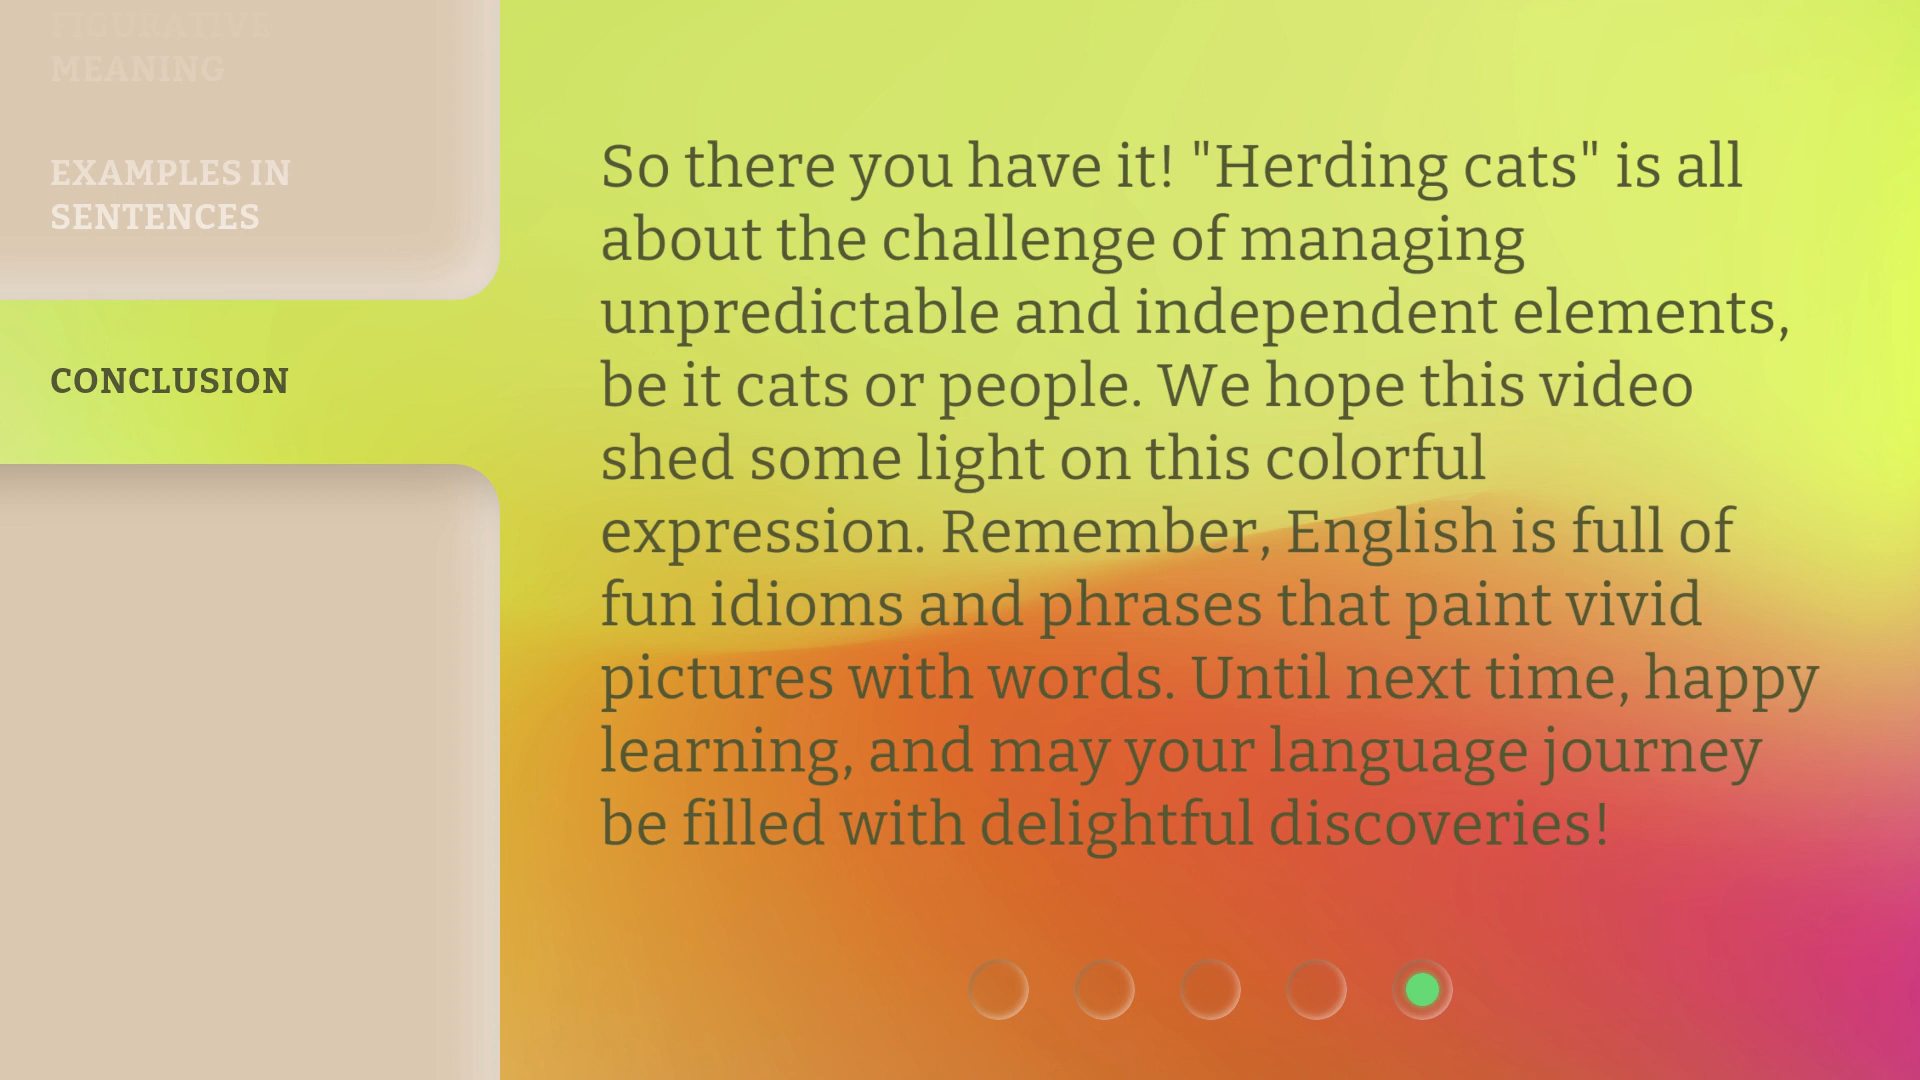 FIGURATIVE
MEANING
EXAMPLES IN
SENTENCES
CONCLUSION
So there you have it! "Herding cats" is all
about the challenge of managing
unpredictable and independent elements,
be it cats or people. We hope this video
shed some light on this colorful
expression. Remember, English is full of
fun idioms and phrases that paint vivid
pictures with words. Until next time, happy
learning, and may your language journey
be filled with delightful discoveries!